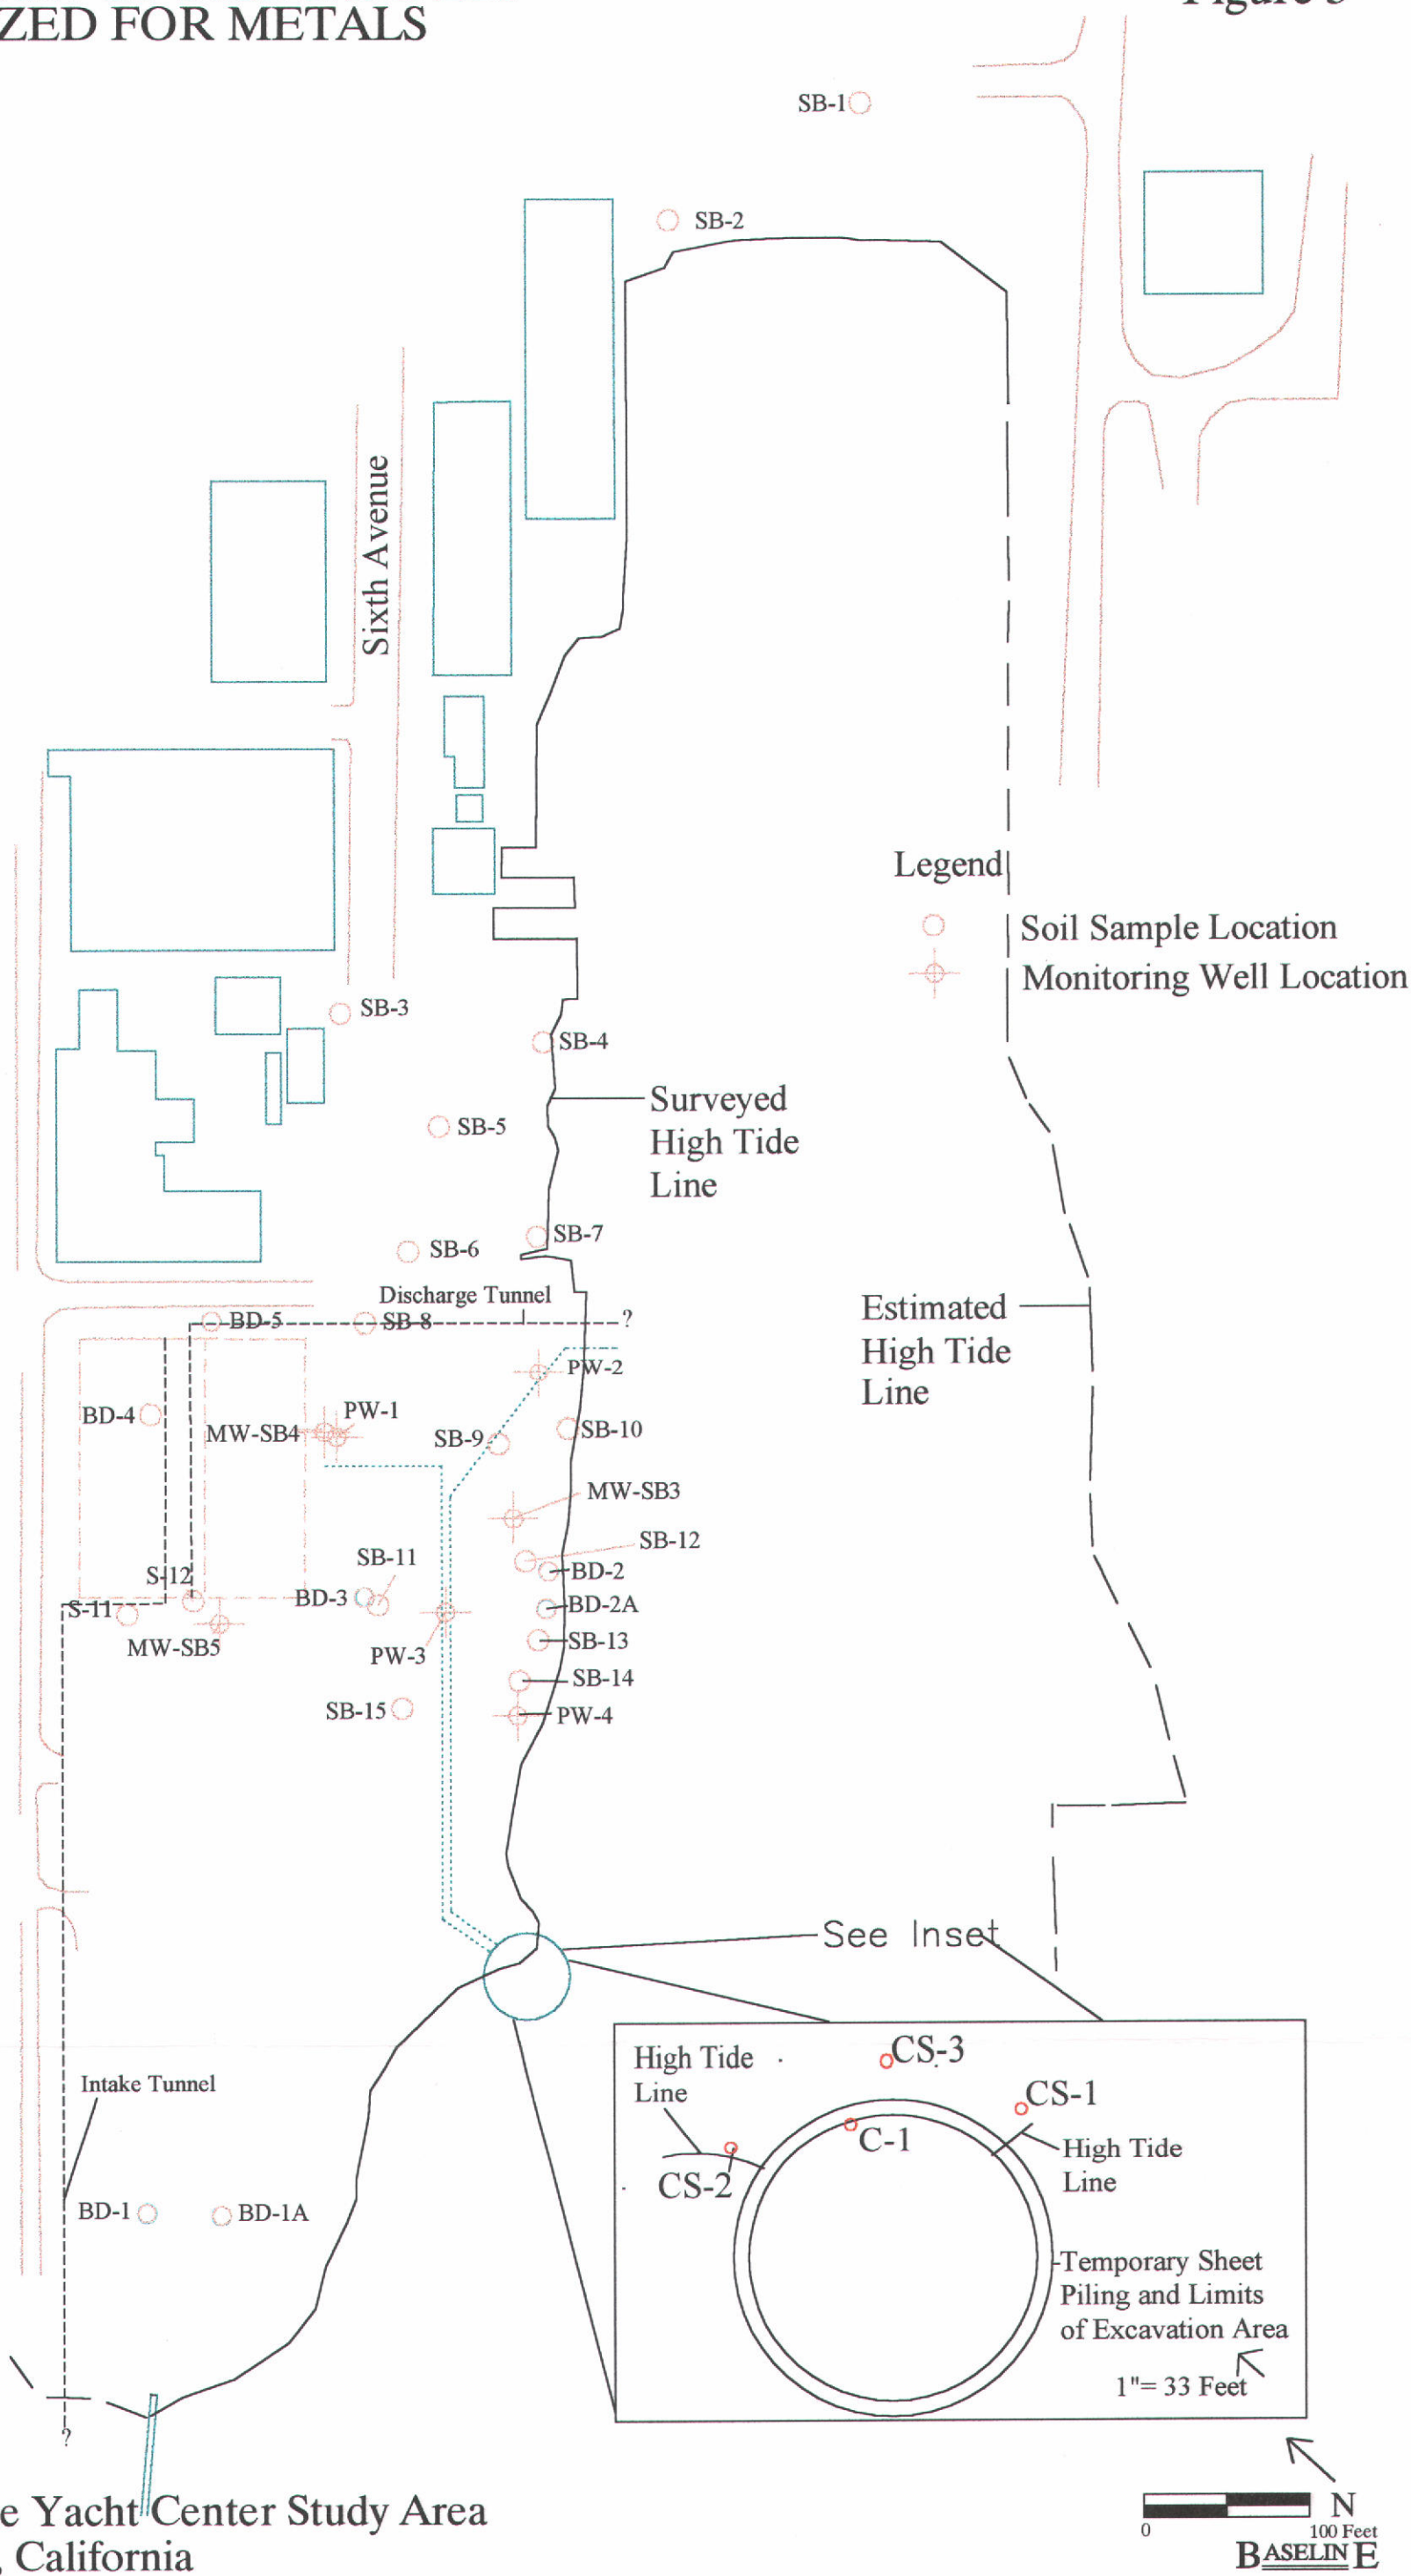 ZED FOR METALS
SB-1
SB-2
Sixth Avenue
Legend
Soil Sample Location
Monitoring Well Location
SB-3
SB-4
Surveyed
High Tide
Line
SB-5
SB-7
SB-6
Discharge Tunnel
BD-5
SB-8
?
Estimated
High Tide
Line
PW-2
BD-4
PW-1
MW-SB4
SB-9
SB-10
MW-SB3
SB-12
SB-11
BD-2
S-12
BD-3
BD-2A
S-11
SB-13
MW-SB5
PW-3
SB-14
SB-15
PW-4
See Inset
High Tide
Line
CS-3
CS-1
C-1
High Tide
Line
CS-2
Intake Tunnel
BD-1
BD-1A
Temporary Sheet
Piling and Limits
of Excavation Area
1"= 33 Feet
?
e Yacht Center Study Area
, California
N
0
100 Feet
BASELINE